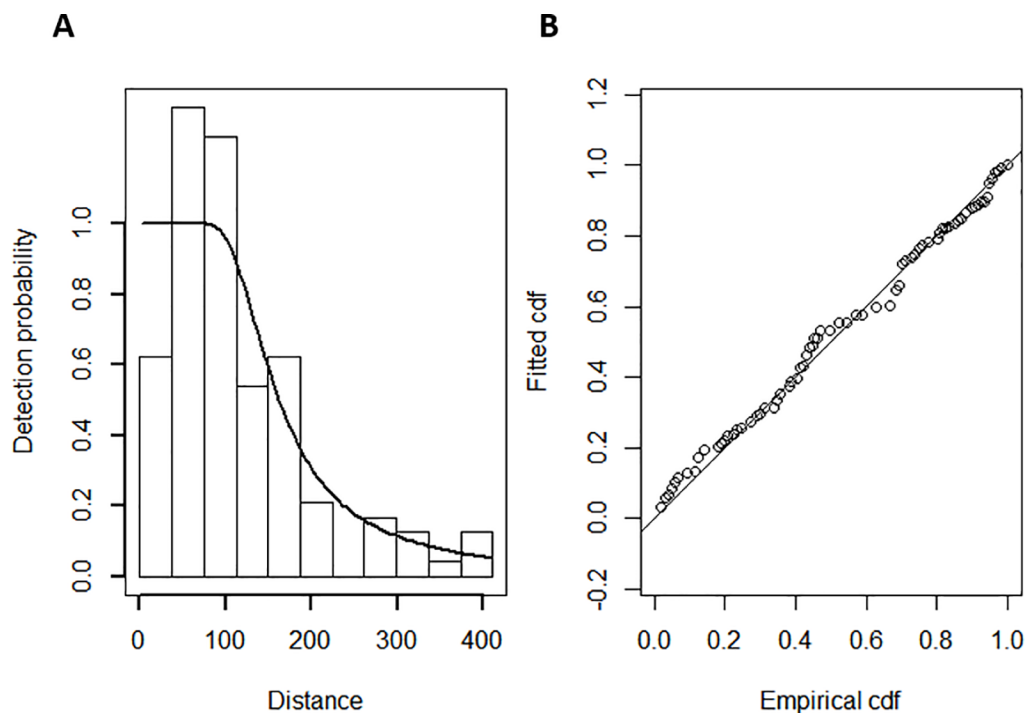 A
Detection probability
1.0
0.8
0.6
0.4
0.2
0.0
0 100 200 300 400
Distance
B
Fitted cdf
1.2
1.0
0.8
0.6
0.4
0.2
0.0
-0.2
0.0 0.2 0.4 0.6 0.8 1.0
Empirical cdf